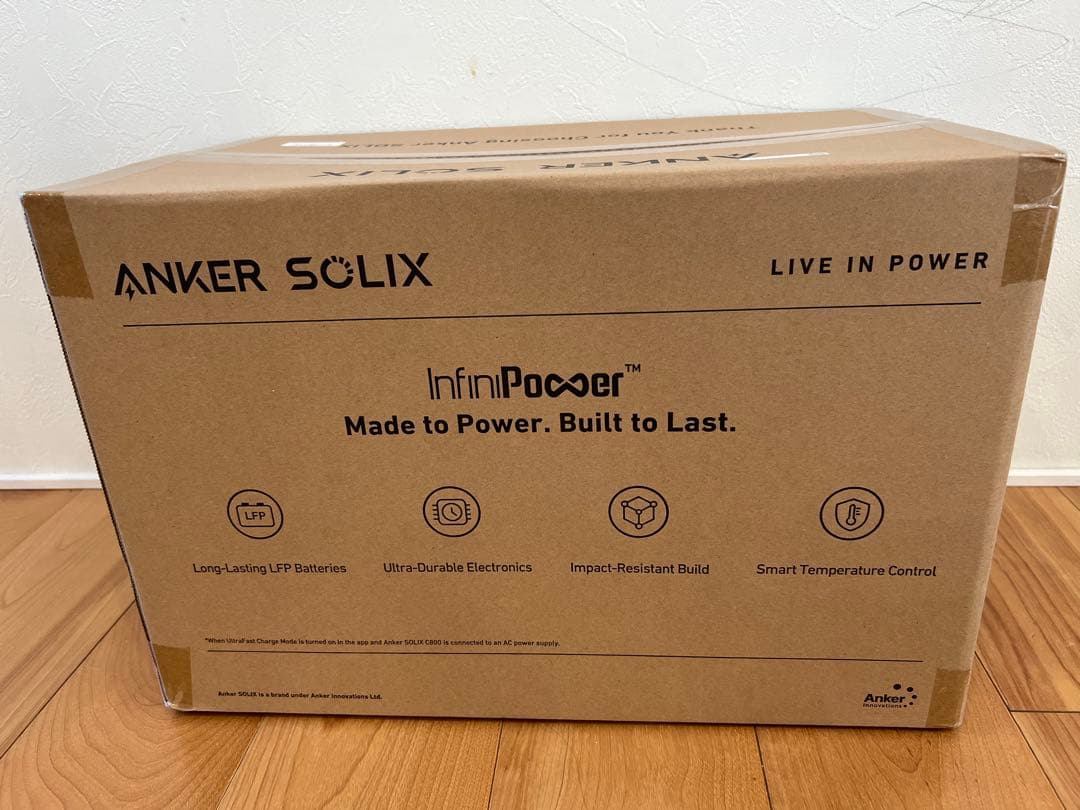 Thank You for Choosing Anker SOLIX
ANKER SOLIX
ANKER SOLIX
LIVE IN POWER
InfiniPower™
Made to Power. Built to Last.
LFP
Long-Lasting LFP Batteries
Ultra-Durable Electronics
Impact-Resistant Build
Smart Temperature Control
*When UltraFast Charge Mode is turned on in the app and Anker SOLIX C800 is connected to an AC power supply.
Anker SOLIX is a brand under Anker Innovations Ltd.
Anker
Innovations